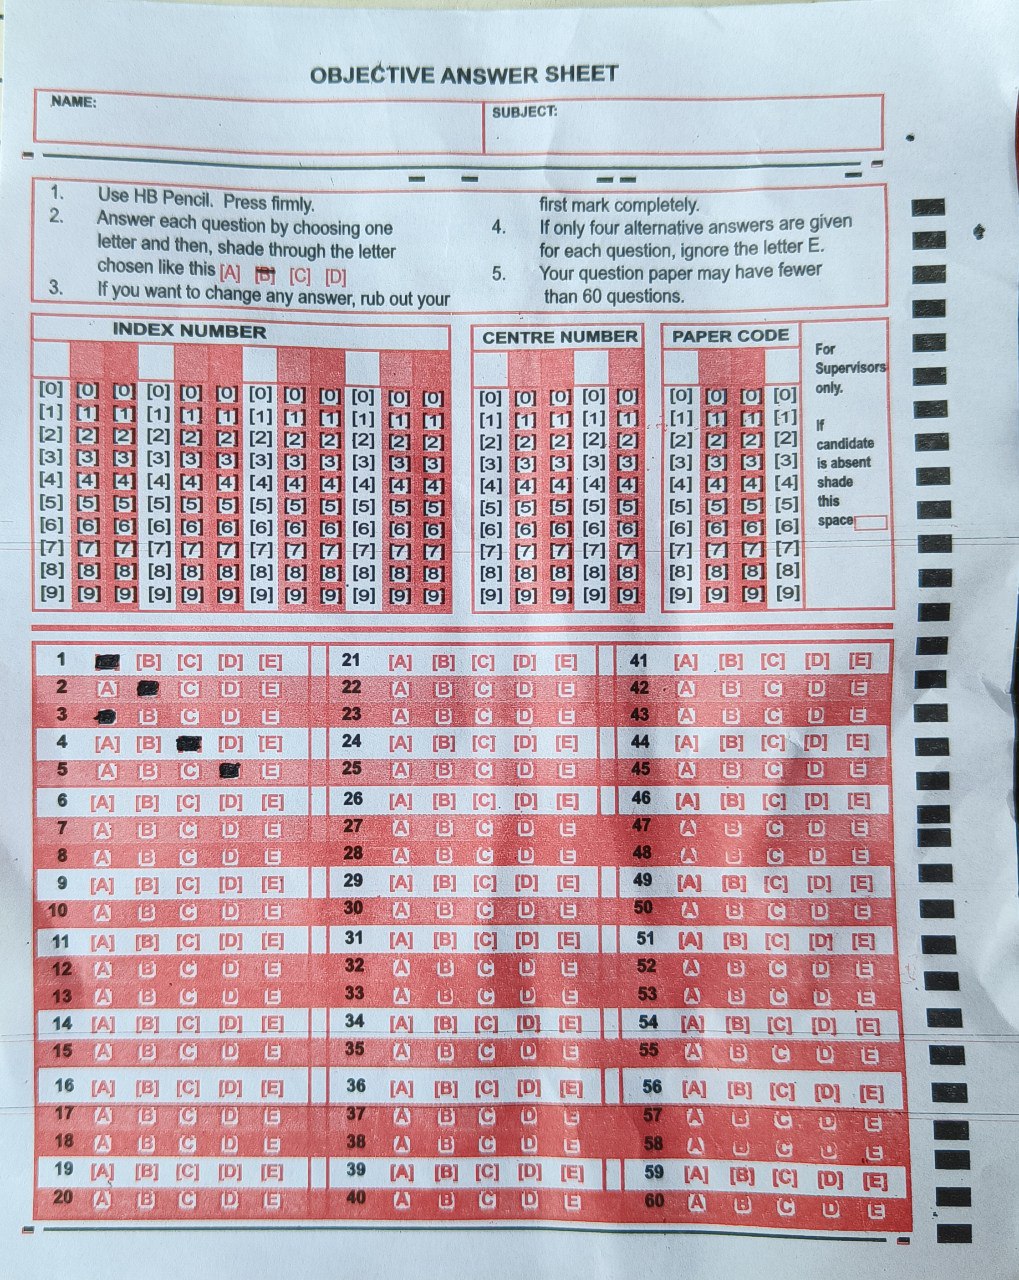 OBJECTIVE ANSWER SHEET
NAME:
SUBJECT:
1. Use HB Pencil. Press firmly.
2. Answer each question by choosing one
letter and then, shade through the letter
chosen like this [A] [B] [C] [D]
3. If you want to change any answer, rub out your
first mark completely.
4. If only four alternative answers are given
for each question, ignore the letter E.
5. Your question paper may have fewer
than 60 questions.
INDEX NUMBER
[0] [0] [0] [0] [0] [0] [0] [0] [0] [0] [0] [0]
[1] [1] [1] [1] [1] [1] [1] [1] [1] [1] [1] [1]
[2] [2] [2] [2] [2] [2] [2] [2] [2] [2] [2] [2]
[3] [3] [3] [3] [3] [3] [3] [3] [3] [3] [3] [3]
[4] [4] [4] [4] [4] [4] [4] [4] [4] [4] [4] [4]
[5] [5] [5] [5] [5] [5] [5] [5] [5] [5] [5] [5]
[6] [6] [6] [6] [6] [6] [6] [6] [6] [6] [6] [6]
[7] [7] [7] [7] [7] [7] [7] [7] [7] [7] [7] [7]
[8] [8] [8] [8] [8] [8] [8] [8] [8] [8] [8] [8]
[9] [9] [9] [9] [9] [9] [9] [9] [9] [9] [9] [9]
CENTRE NUMBER
[0] [0] [0] [0] [0]
[1] [1] [1] [1] [1]
[2] [2] [2] [2] [2]
[3] [3] [3] [3] [3]
[4] [4] [4] [4] [4]
[5] [5] [5] [5] [5]
[6] [6] [6] [6] [6]
[7] [7] [7] [7] [7]
[8] [8] [8] [8] [8]
[9] [9] [9] [9] [9]
PAPER CODE
[0] [0] [0] [0]
[1] [1] [1] [1]
[2] [2] [2] [2]
[3] [3] [3] [3]
[4] [4] [4] [4]
[5] [5] [5] [5]
[6] [6] [6] [6]
[7] [7] [7] [7]
[8] [8] [8] [8]
[9] [9] [9] [9]
For
Supervisors
only.
If
candidate
is absent
shade
this
space
1 [B] [C] [D] [E]
2 [A] [C] [D] [E]
3 [B] [C] [D] [E]
4 [A] [B] [D] [E]
5 [A] [B] [C] [E]
6 [A] [B] [C] [D] [E]
7 [A] [B] [C] [D] [E]
8 [A] [B] [C] [D] [E]
9 [A] [B] [C] [D] [E]
10 [A] [B] [C] [D] [E]
11 [A] [B] [C] [D] [E]
12 [A] [B] [C] [D] [E]
13 [A] [B] [C] [D] [E]
14 [A] [B] [C] [D] [E]
15 [A] [B] [C] [D] [E]
16 [A] [B] [C] [D] [E]
17 [A] [B] [C] [D] [E]
18 [A] [B] [C] [D] [E]
19 [A] [B] [C] [D] [E]
20 [A] [B] [C] [D] [E]
21 [A] [B] [C] [D] [E]
22 [A] [B] [C] [D] [E]
23 [A] [B] [C] [D] [E]
24 [A] [B] [C] [D] [E]
25 [A] [B] [C] [D] [E]
26 [A] [B] [C] [D] [E]
27 [A] [B] [C] [D] [E]
28 [A] [B] [C] [D] [E]
29 [A] [B] [C] [D] [E]
30 [A] [B] [C] [D] [E]
31 [A] [B] [C] [D] [E]
32 [A] [B] [C] [D] [E]
33 [A] [B] [C] [D] [E]
34 [A] [B] [C] [D] [E]
35 [A] [B] [C] [D] [E]
36 [A] [B] [C] [D] [E]
37 [A] [B] [C] [D] [E]
38 [A] [B] [C] [D] [E]
39 [A] [B] [C] [D] [E]
40 [A] [B] [C] [D] [E]
41 [A] [B] [C] [D] [E]
42 [A] [B] [C] [D] [E]
43 [A] [B] [C] [D] [E]
44 [A] [B] [C] [D] [E]
45 [A] [B] [C] [D] [E]
46 [A] [B] [C] [D] [E]
47 [A] [B] [C] [D] [E]
48 [A] [B] [C] [D] [E]
49 [A] [B] [C] [D] [E]
50 [A] [B] [C] [D] [E]
51 [A] [B] [C] [D] [E]
52 [A] [B] [C] [D] [E]
53 [A] [B] [C] [D] [E]
54 [A] [B] [C] [D] [E]
55 [A] [B] [C] [D] [E]
56 [A] [B] [C] [D] [E]
57 [A] [B] [C] [D] [E]
58 [A] [B] [C] [D] [E]
59 [A] [B] [C] [D] [E]
60 [A] [B] [C] [D] [E]